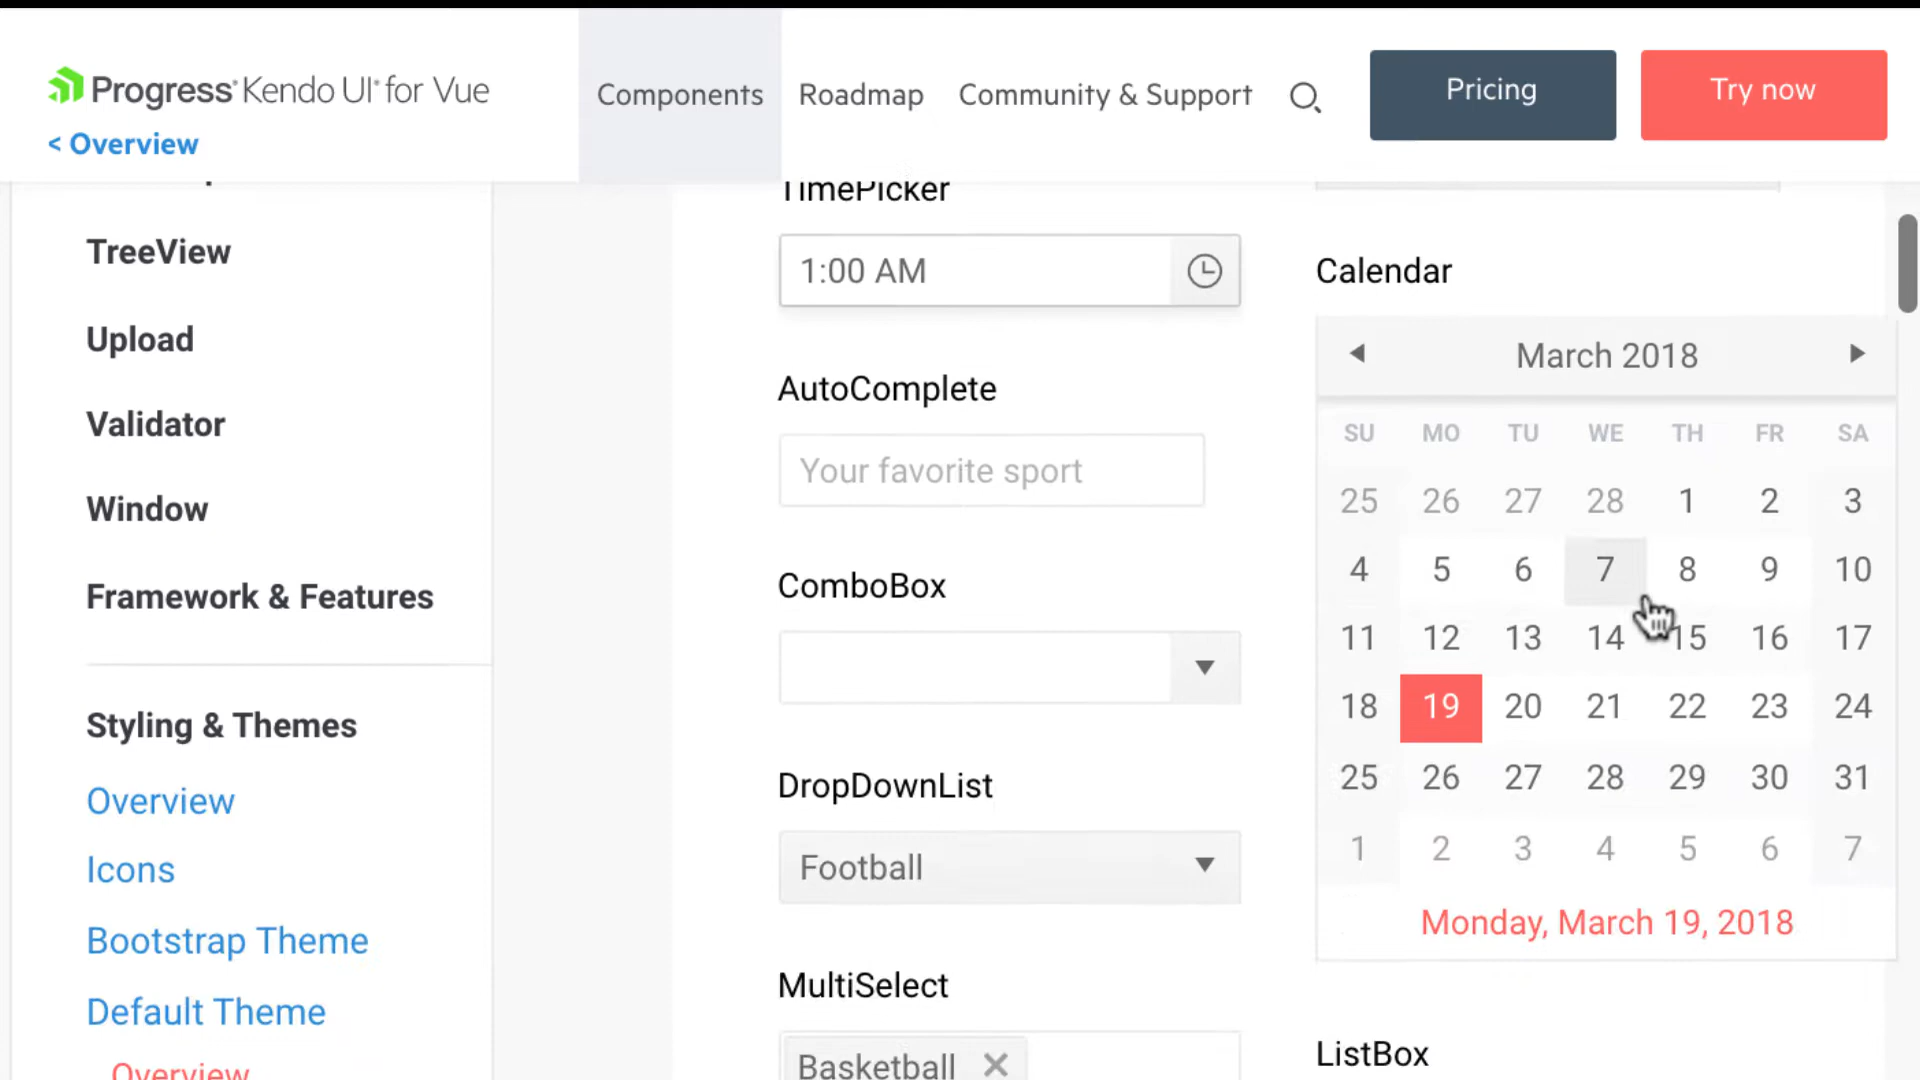 Progress® Kendo UI® for Vue
< Overview
Components
Roadmap
Community & Support
Pricing
Try now
TreeView
Upload
Validator
Window
Framework & Features
Styling & Themes
Overview
Icons
Bootstrap Theme
Default Theme
Overview
TimePicker
1:00 AM
AutoComplete
Your favorite sport
ComboBox
DropDownList
Football
MultiSelect
Basketball
Calendar
March 2018
SU MO TU WE TH FR SA
25 26 27 28 1 2 3
4 5 6 7 8 9 10
11 12 13 14 15 16 17
18 19 20 21 22 23 24
25 26 27 28 29 30 31
1 2 3 4 5 6 7
Monday, March 19, 2018
ListBox